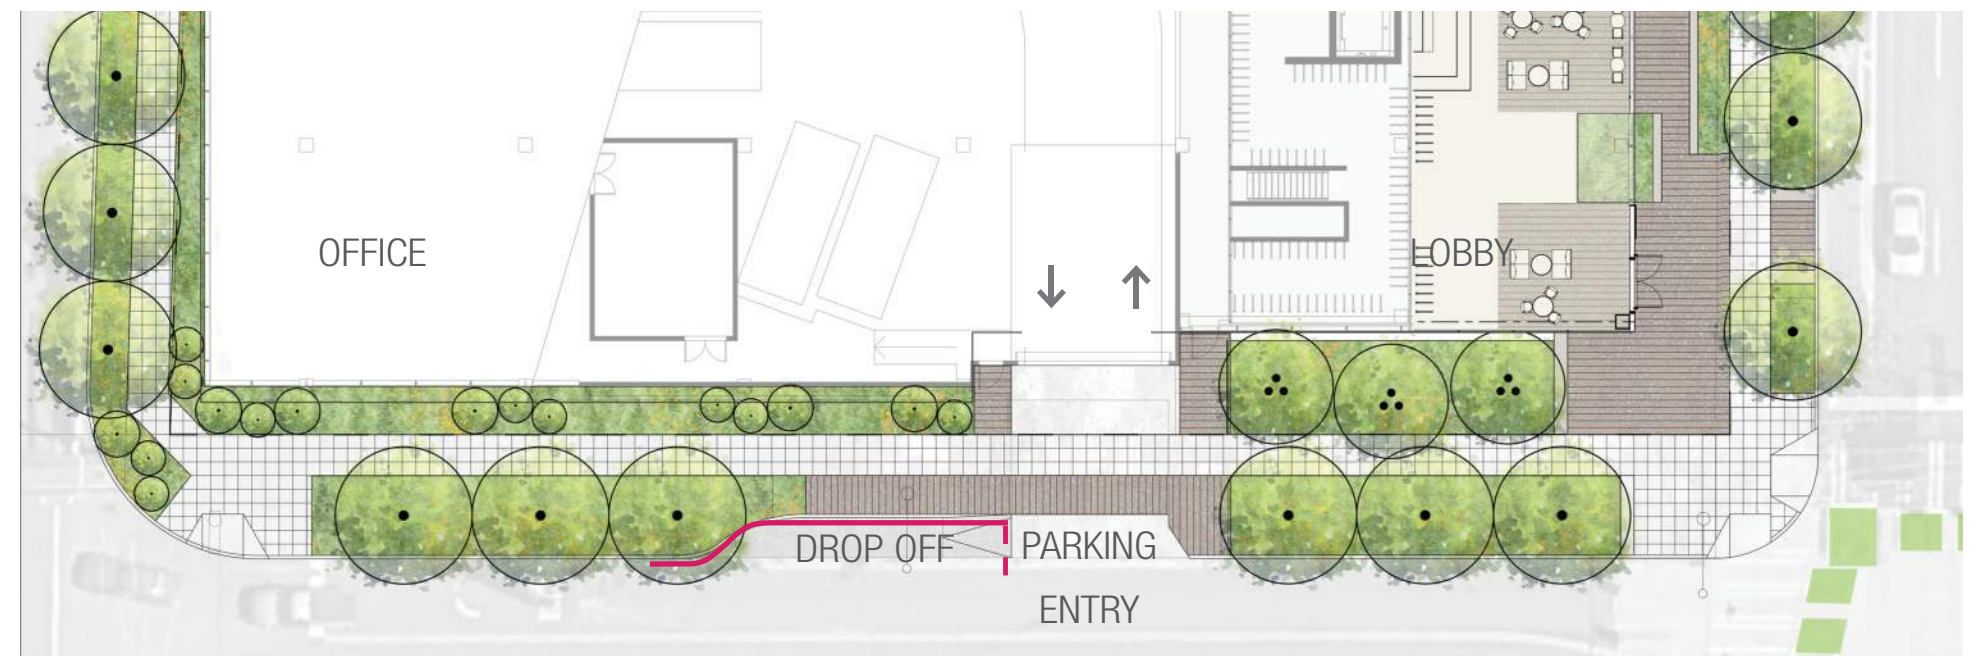 OFFICE
LOBBY
DROP OFF
PARKING
ENTRY